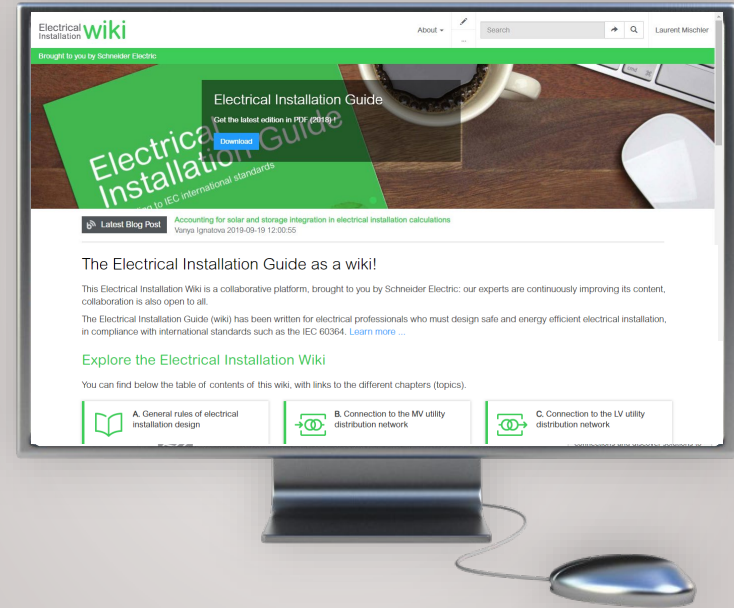 Electrical
Installation wiki
About
...
Search
Laurent Mischler
Brought to you by Schneider Electric
Electrical
Installation Guide
to IEC international standards
Electrical Installation Guide
Get the latest edition in PDF (2018) !
Download
Latest Blog Post
Accounting for solar and storage integration in electrical installation calculations
Vanya Ignatova 2019-09-19 12:00:55
The Electrical Installation Guide as a wiki!
This Electrical Installation Wiki is a collaborative platform, brought to you by Schneider Electric: our experts are continuously improving its content,
collaboration is also open to all.
The Electrical Installation Guide (wiki) has been written for electrical professionals who must design safe and energy efficient electrical installation,
in compliance with international standards such as the IEC 60364. Learn more ...
Explore the Electrical Installation Wiki
You can find below the table of contents of this wiki, with links to the different chapters (topics).
A. General rules of electrical
installation design
B. Connection to the MV utility
distribution network
C. Connection to the LV utility
distribution network